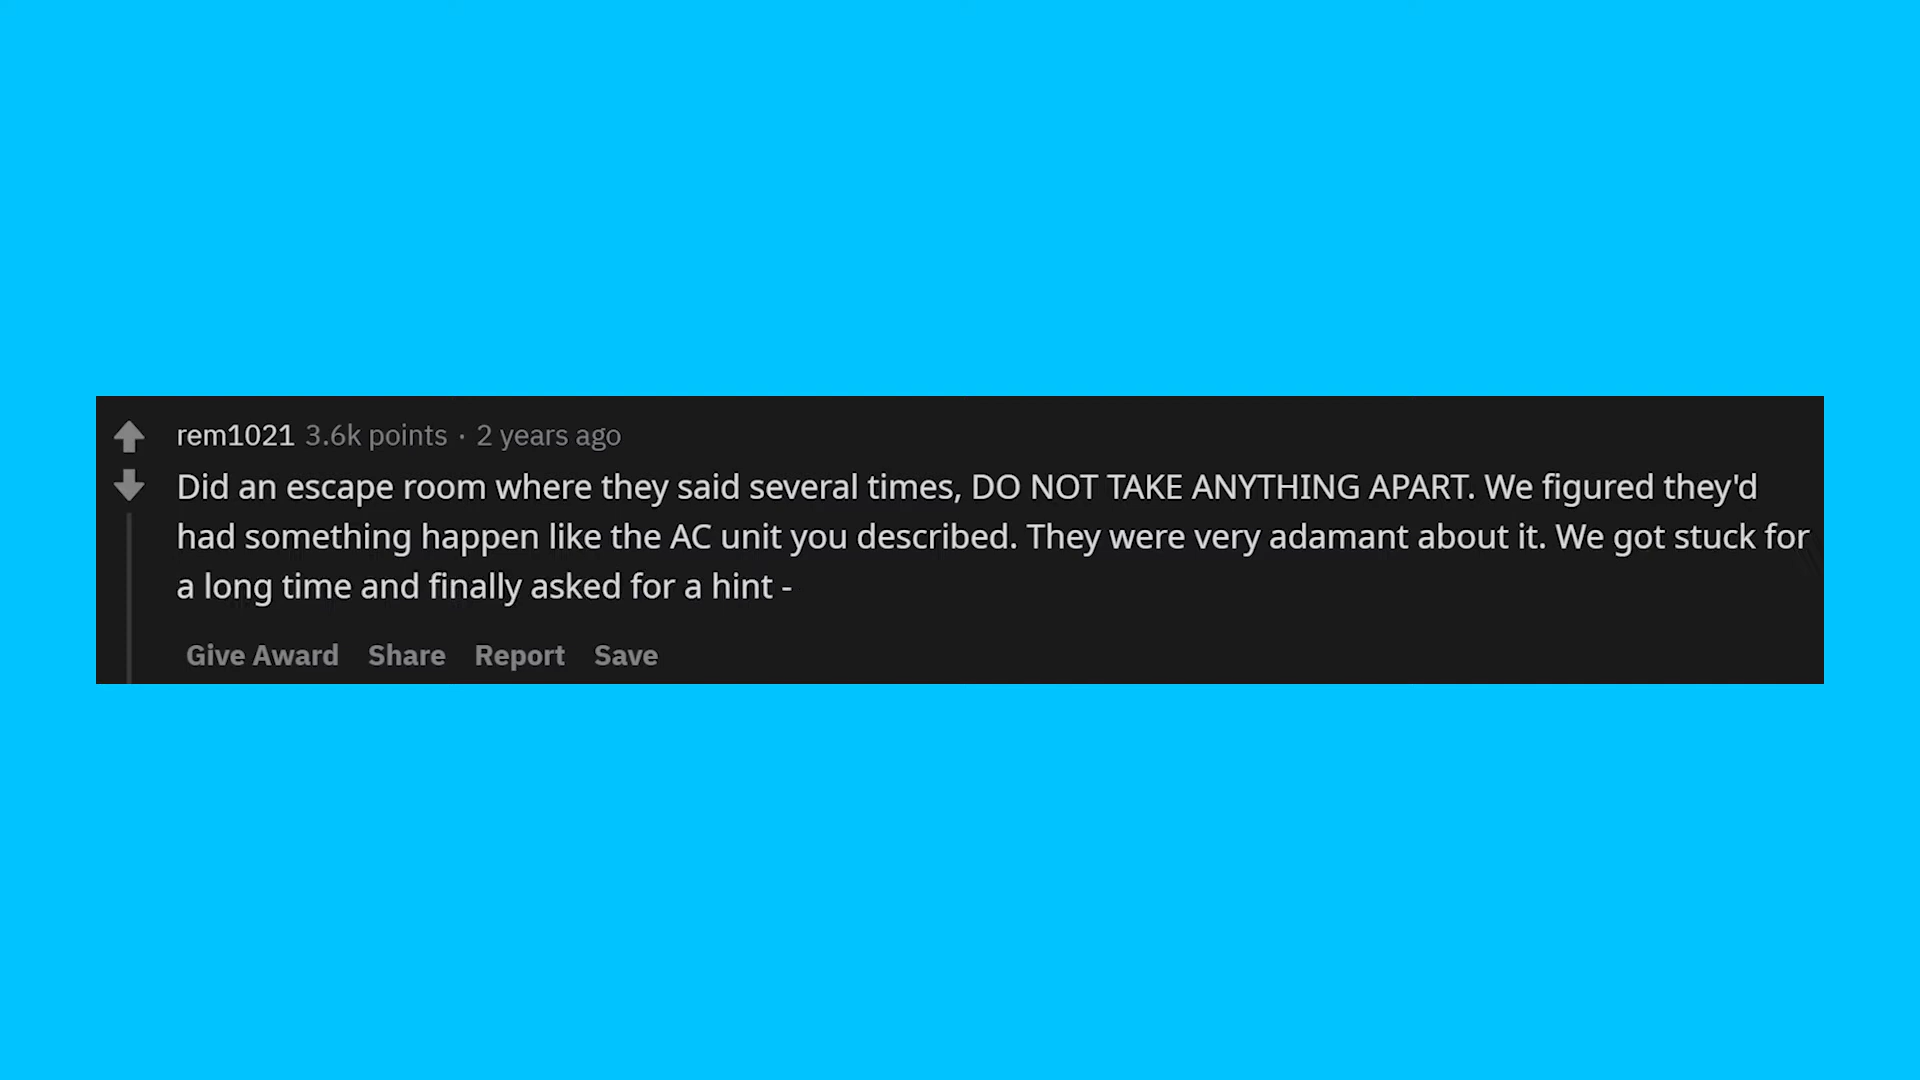 rem1021 3.6k points · 2 years ago
Did an escape room where they said several times, DO NOT TAKE ANYTHING APART. We figured they'd
had something happen like the AC unit you described. They were very adamant about it. We got stuck for
a long time and finally asked for a hint -
Give Award Share Report Save